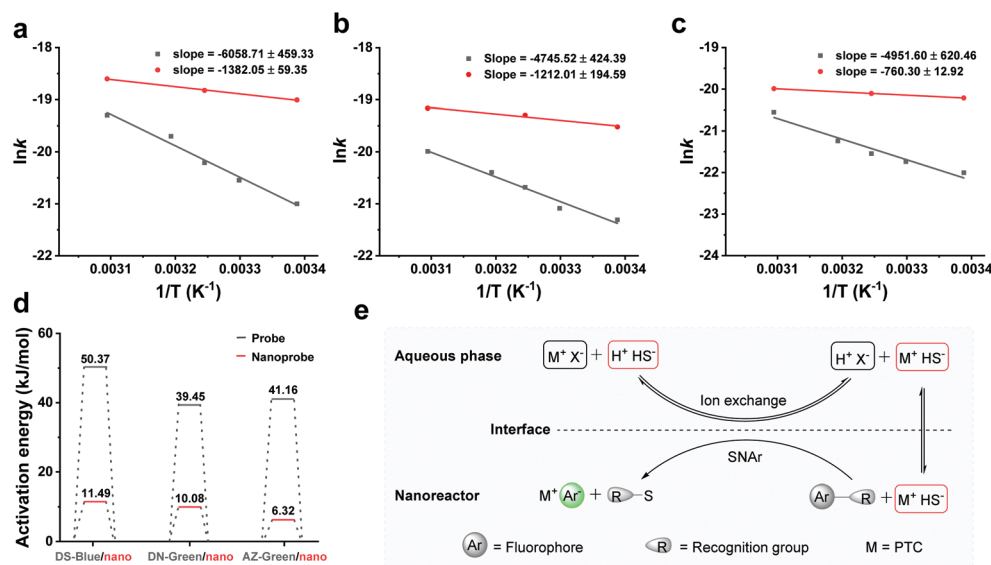 a
-18
-19
-20
-21
-22
lnk
slope = -6058.71 ± 459.33
slope = -1382.05 ± 59.35
0.0031 0.0032 0.0033 0.0034
1/T (K⁻¹)
b
-18
-19
-20
-21
-22
lnk
Slope = -4745.52 ± 424.39
Slope = -1212.01 ± 194.59
0.0031 0.0032 0.0033 0.0034
1/T (K⁻¹)
c
-19
-20
-21
-22
-23
-24
lnk
slope = -4951.60 ± 620.46
slope = -760.30 ± 12.92
0.0031 0.0032 0.0033 0.0034
1/T (K⁻¹)
d
60
40
20
0
Activation energy (kJ/mol)
Probe
Nanoprobe
50.37
39.45
41.16
11.49
10.08
6.32
DS-Blue/nano DN-Green/nano AZ-Green/nano
e
Aqueous phase
M⁺ X⁻ + H⁺ HS⁻
H⁺ X⁻ + M⁺ HS⁻
Ion exchange
Interface
SNAr
Nanoreactor
M⁺ Ar⁻ + R S
Ar R + M⁺ HS⁻
Ar = Fluorophore
R = Recognition group
M = PTC